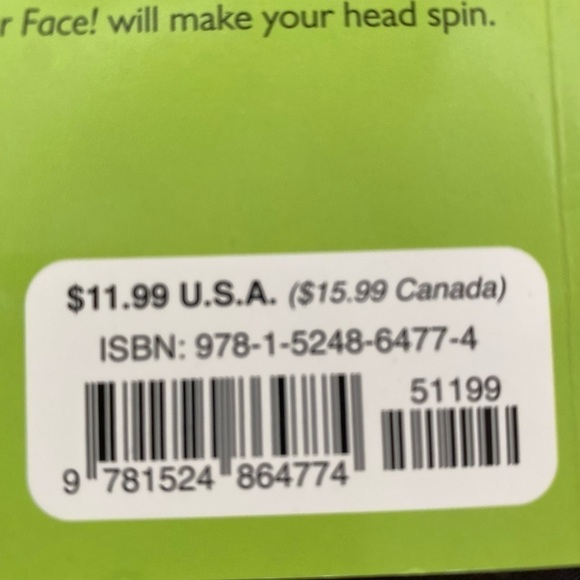 r Face! will make your head spin.
$11.99 U.S.A. ($15.99 Canada)
ISBN: 978-1-5248-6477-4
51199
9 781524 864774